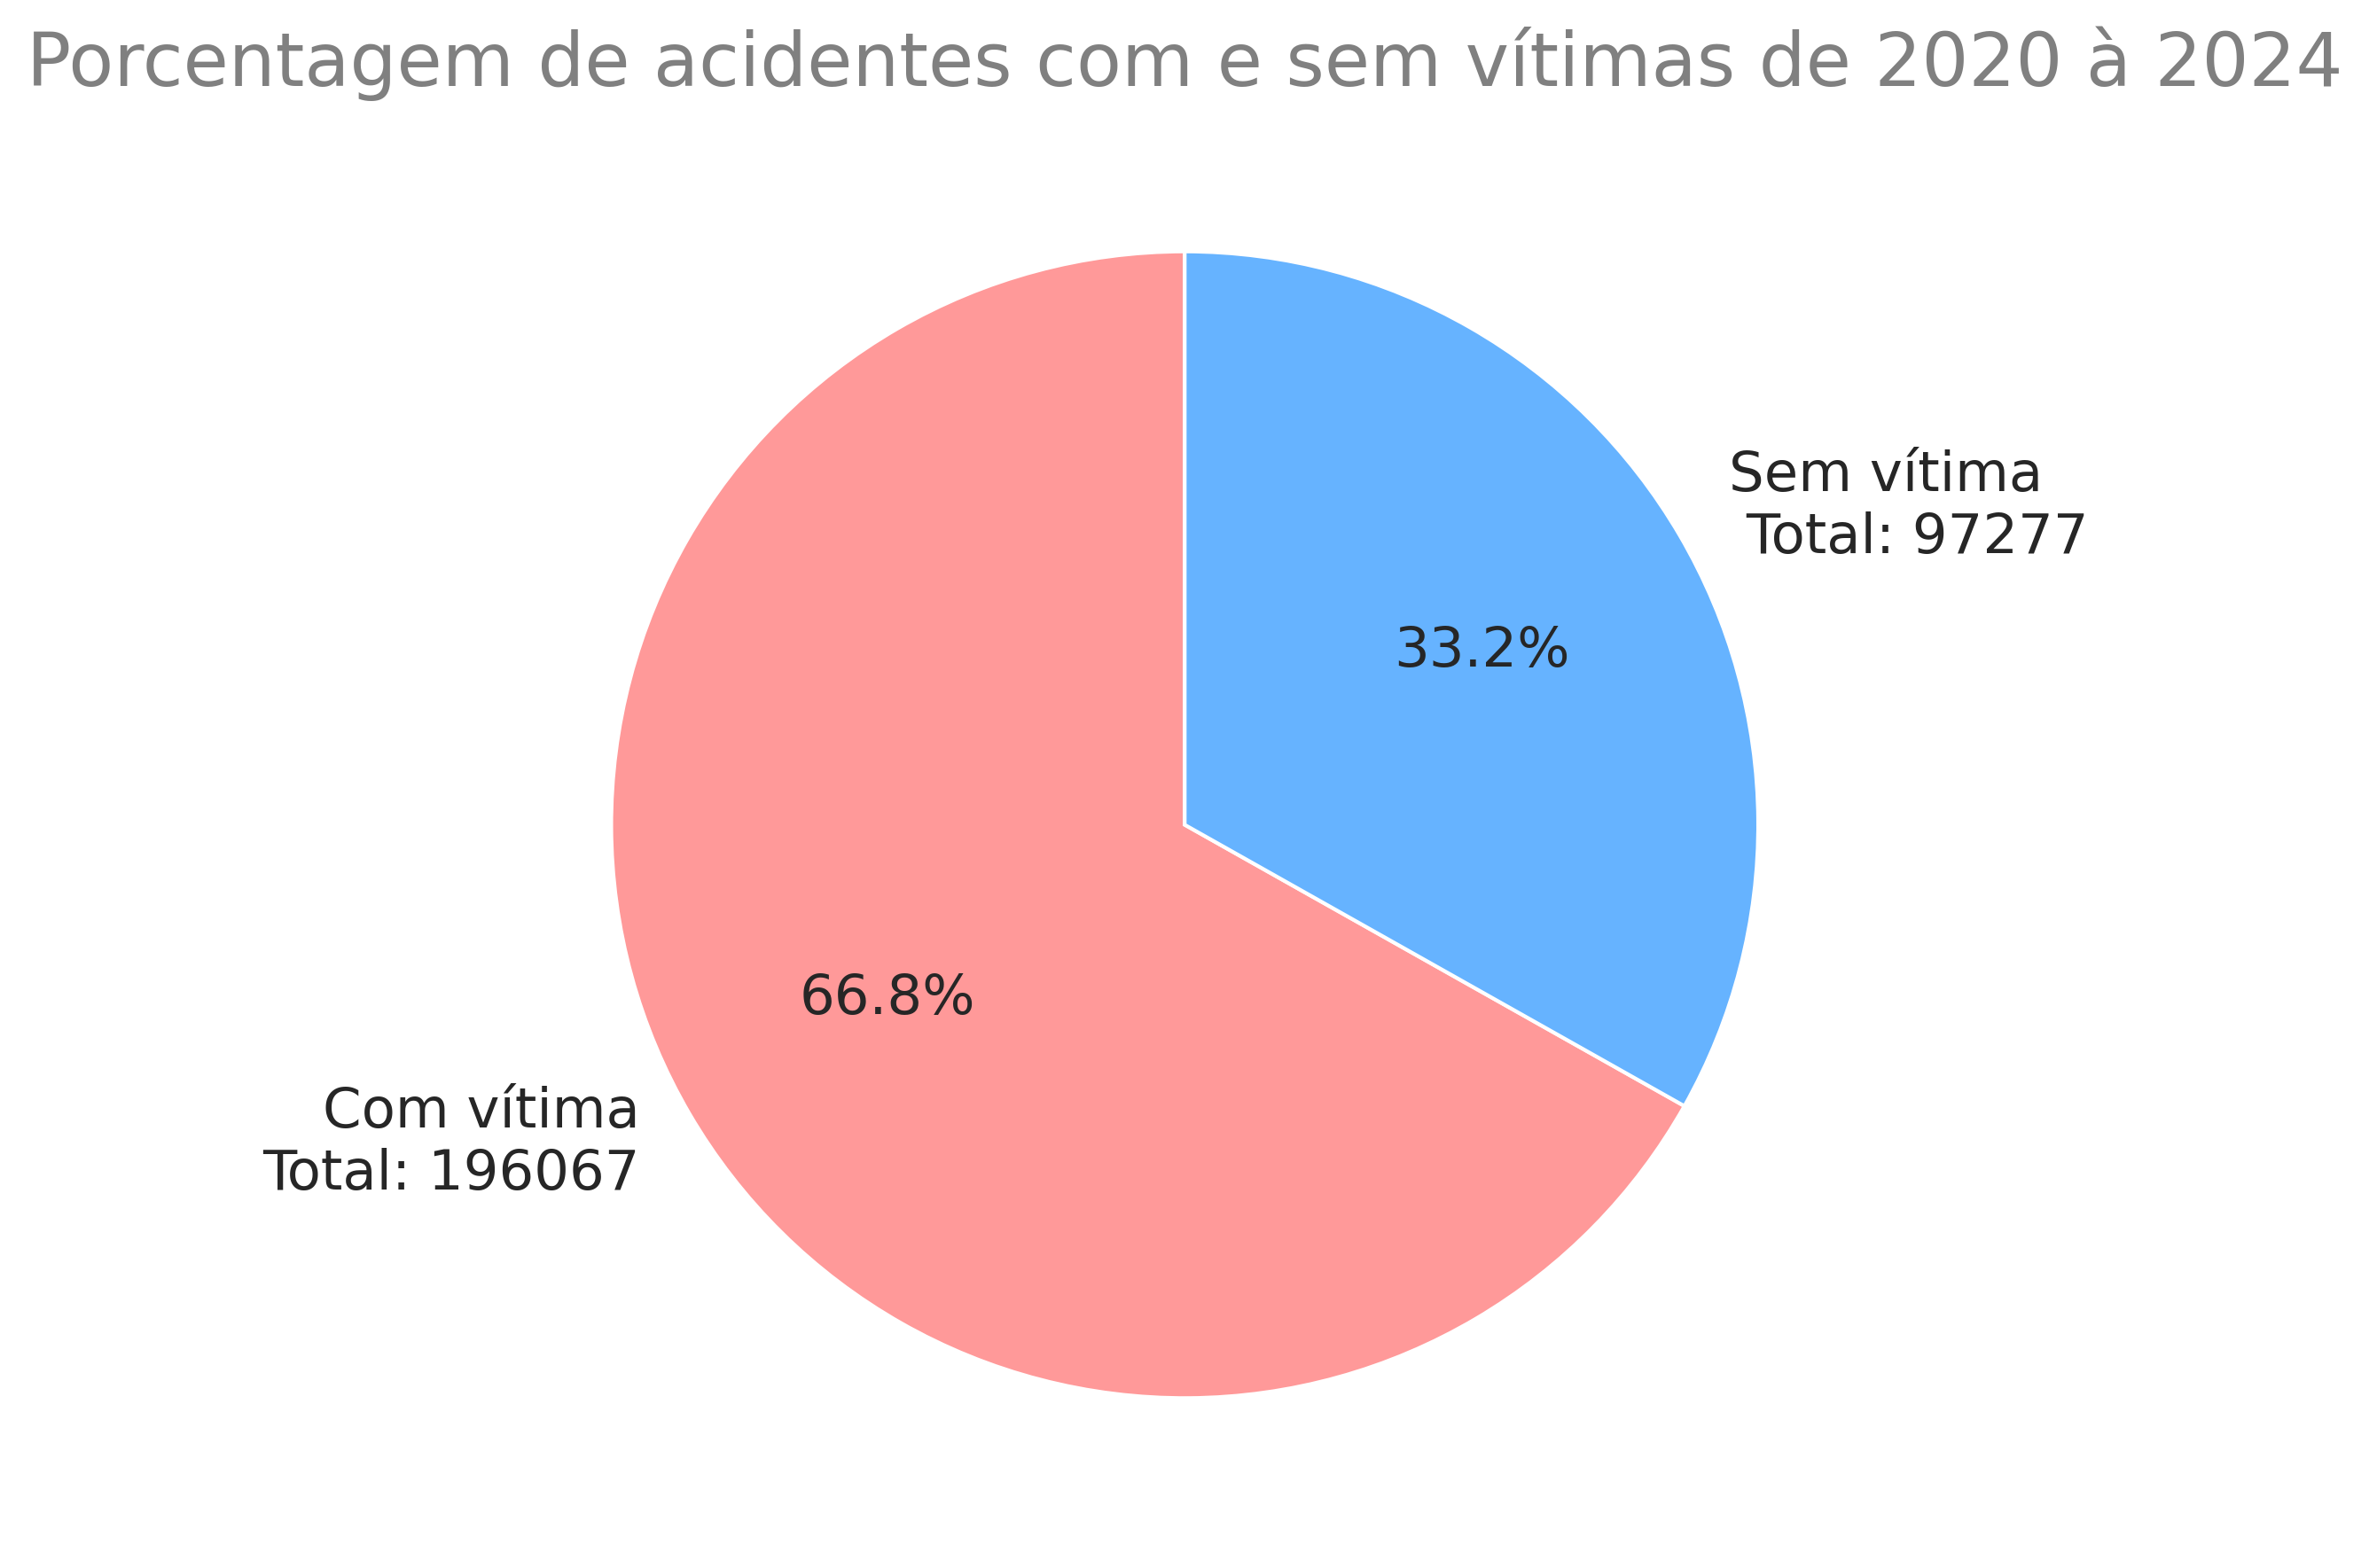 Porcentagem de acidentes com e sem vítimas de 2020 à 2024
Sem vítima
Total: 97277
33.2%
66.8%
Com vítima
Total: 196067